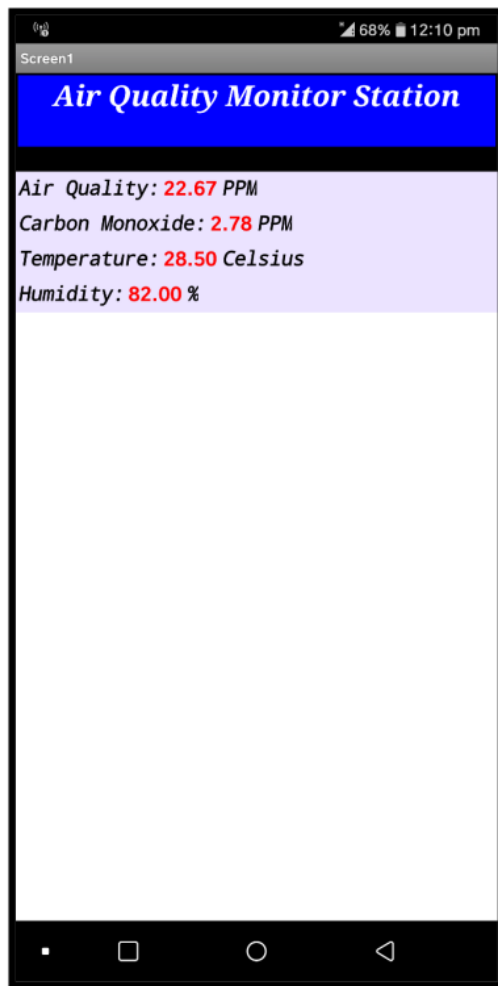 68% 12:10 pm
Screen1
Air Quality Monitor Station
Air Quality: 22.67 PPM
Carbon Monoxide: 2.78 PPM
Temperature: 28.50 Celsius
Humidity: 82.00 %